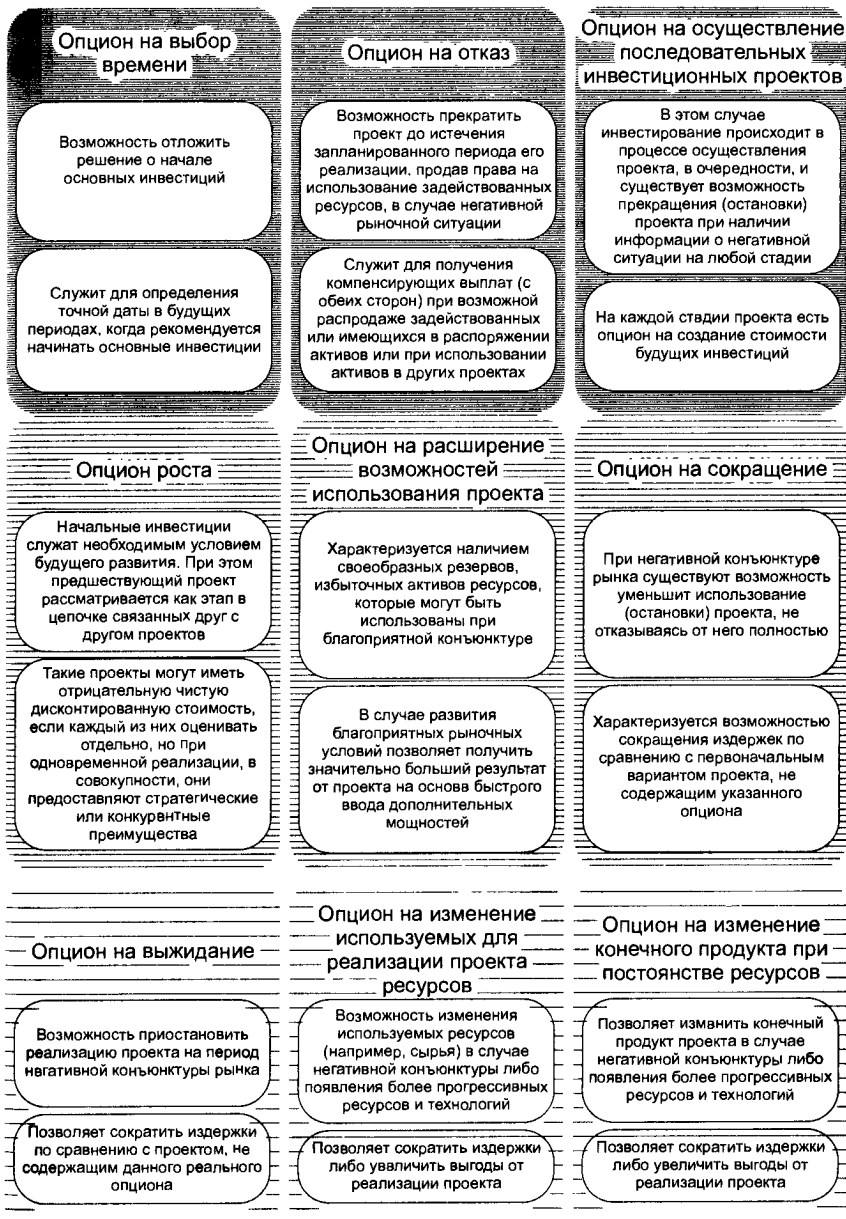 Опцион на выбор
времени
Возможность отложить
решение о начале
основных инвестиций
Служит для определения
точной даты в будущих
периодах, когда рекомендуется
начинать основные инвестиции
Опцион на отказ
Возможность прекратить
проект до истечения
запланированного периода его
реализации, продав права на
использование задействованных
ресурсов, в случае негативной
рыночной ситуации
Служит для получения
компенсирующих выплат (с
обеих сторон) при возможной
распродаже задействованных
или имеющихся в распоряжении
активов или при использовании
активов в других проектах
Опцион на осуществление
последовательных
инвестиционных проектов
В этом случае
инвестирование происходит в
процессе осуществления
проекта, в очередности, и
существует возможность
прекращения (остановки)
проекта при наличии
информации о негативной
ситуации на любой стадии
На каждой стадии проекта есть
опцион на создание стоимости
будущих инвестиций
Опцион роста
Начальные инвестиции
служат необходимым условием
будущего развития. При этом
предшествующий проект
рассматривается как этап в
цепочке связанных друг с
другом проектов
Такие проекты могут иметь
отрицательную чистую
дисконтированную стоимость,
если каждый из них оценивать
отдельно, но при
одновременной реализации, в
совокупности, они
предоставляют стратегические
или конкурентные
преимущества
Опцион на расширение
возможностей
использования проекта
Характеризуется наличием
своеобразных резервов,
избыточных активов ресурсов,
которые могут быть
использованы при
благоприятной конъюнктуре
В случае развития
благоприятных рыночных
условий позволяет получить
значительно больший результат
от проекта на основе быстрого
ввода дополнительных
мощностей
Опцион на сокращение
При негативной конъюнктуре
рынка существуют возможность
уменьшит использование
(остановки) проекта, не
отказываясь от него полностью
Характеризуется возможностью
сокращения издержек по
сравнению с первоначальным
вариантом проекта, не
содержащим указанного
опциона
Опцион на выжидание
Возможность приостановить
реализацию проекта на период
негативной конъюнктуры рынка
Позволяет сократить издержки
по сравнению с проектом, не
содержащим данного реального
опциона
Опцион на изменение
используемых для
реализации проекта
ресурсов
Возможность изменения
используемых ресурсов
(например, сырья) в случае
негативной конъюнктуры либо
появления более прогрессивных
ресурсов и технологий
Позволяет сократить издержки
либо увеличить выгоды от
реализации проекта
Опцион на изменение
конечного продукта при
постоянстве ресурсов
Позволяет изменить конечный
продукт проекта в случае
негативной конъюнктуры либо
появления более прогрессивных
ресурсов и технологий
Позволяет сократить издержки
либо увеличить выгоды от
реализации проекта